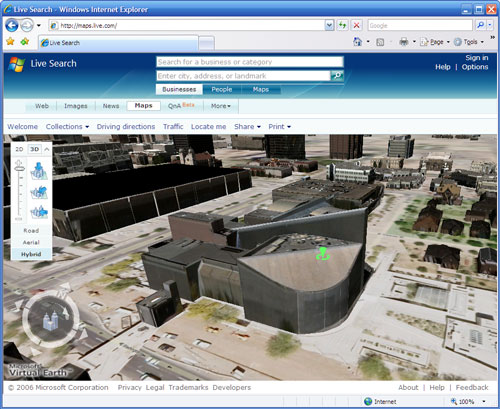 Live Search - Windows Internet Explorer
http://maps.live.com/
Google
Live Search
Page
Tools
Live Search
Search for a business or category
Enter city, address, or landmark
Businesses People Maps
Sign in
Help | Options
Web Images News Maps QnA Beta More
Welcome Collections Driving directions Traffic Locate me Share Print
2D 3D
Road
Aerial
Hybrid
Microsoft
Virtual Earth
© 2006 Microsoft Corporation Privacy Legal Trademarks Developers About | Help | Feedback
Internet 100%